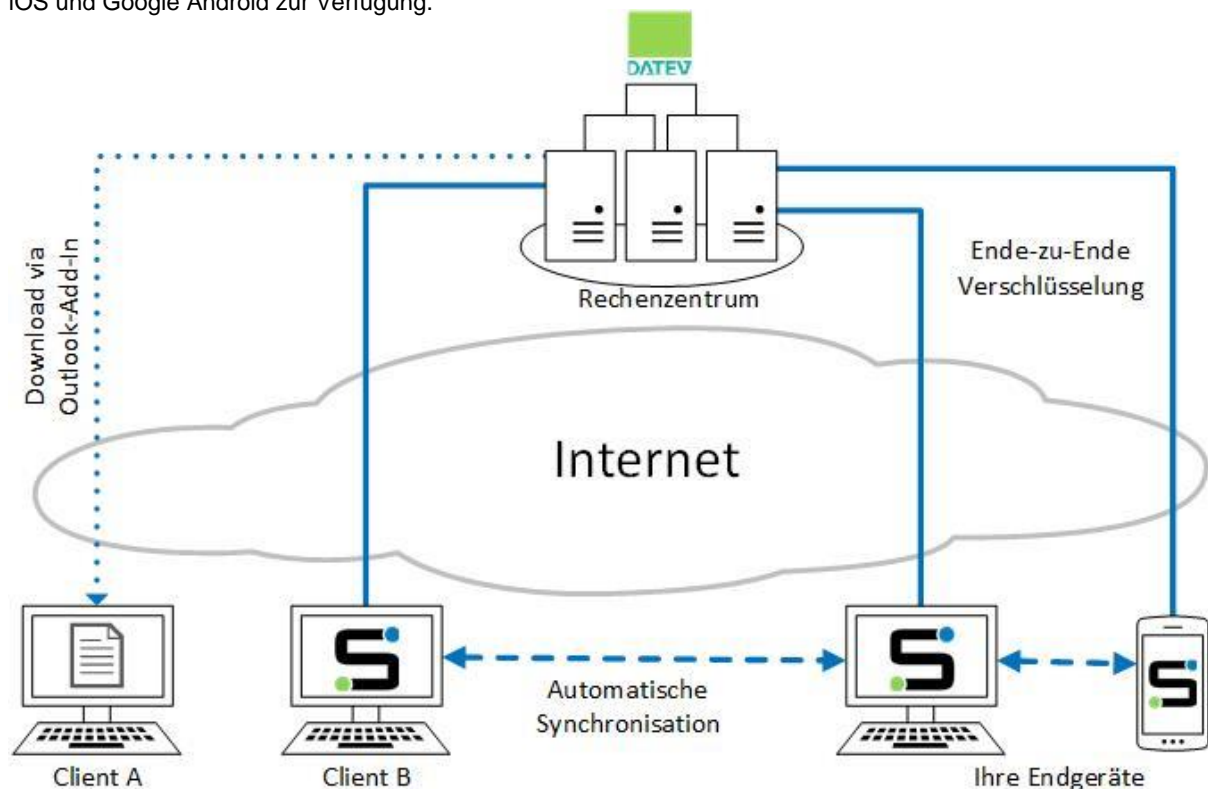 iOS und Google Android zur Verfügung.
DATEV
Rechenzentrum
Ende-zu-Ende
Verschlüsselung
Download via
Outlook-Add-In
Internet
Automatische
Synchronisation
Client A
Client B
Ihre Endgeräte